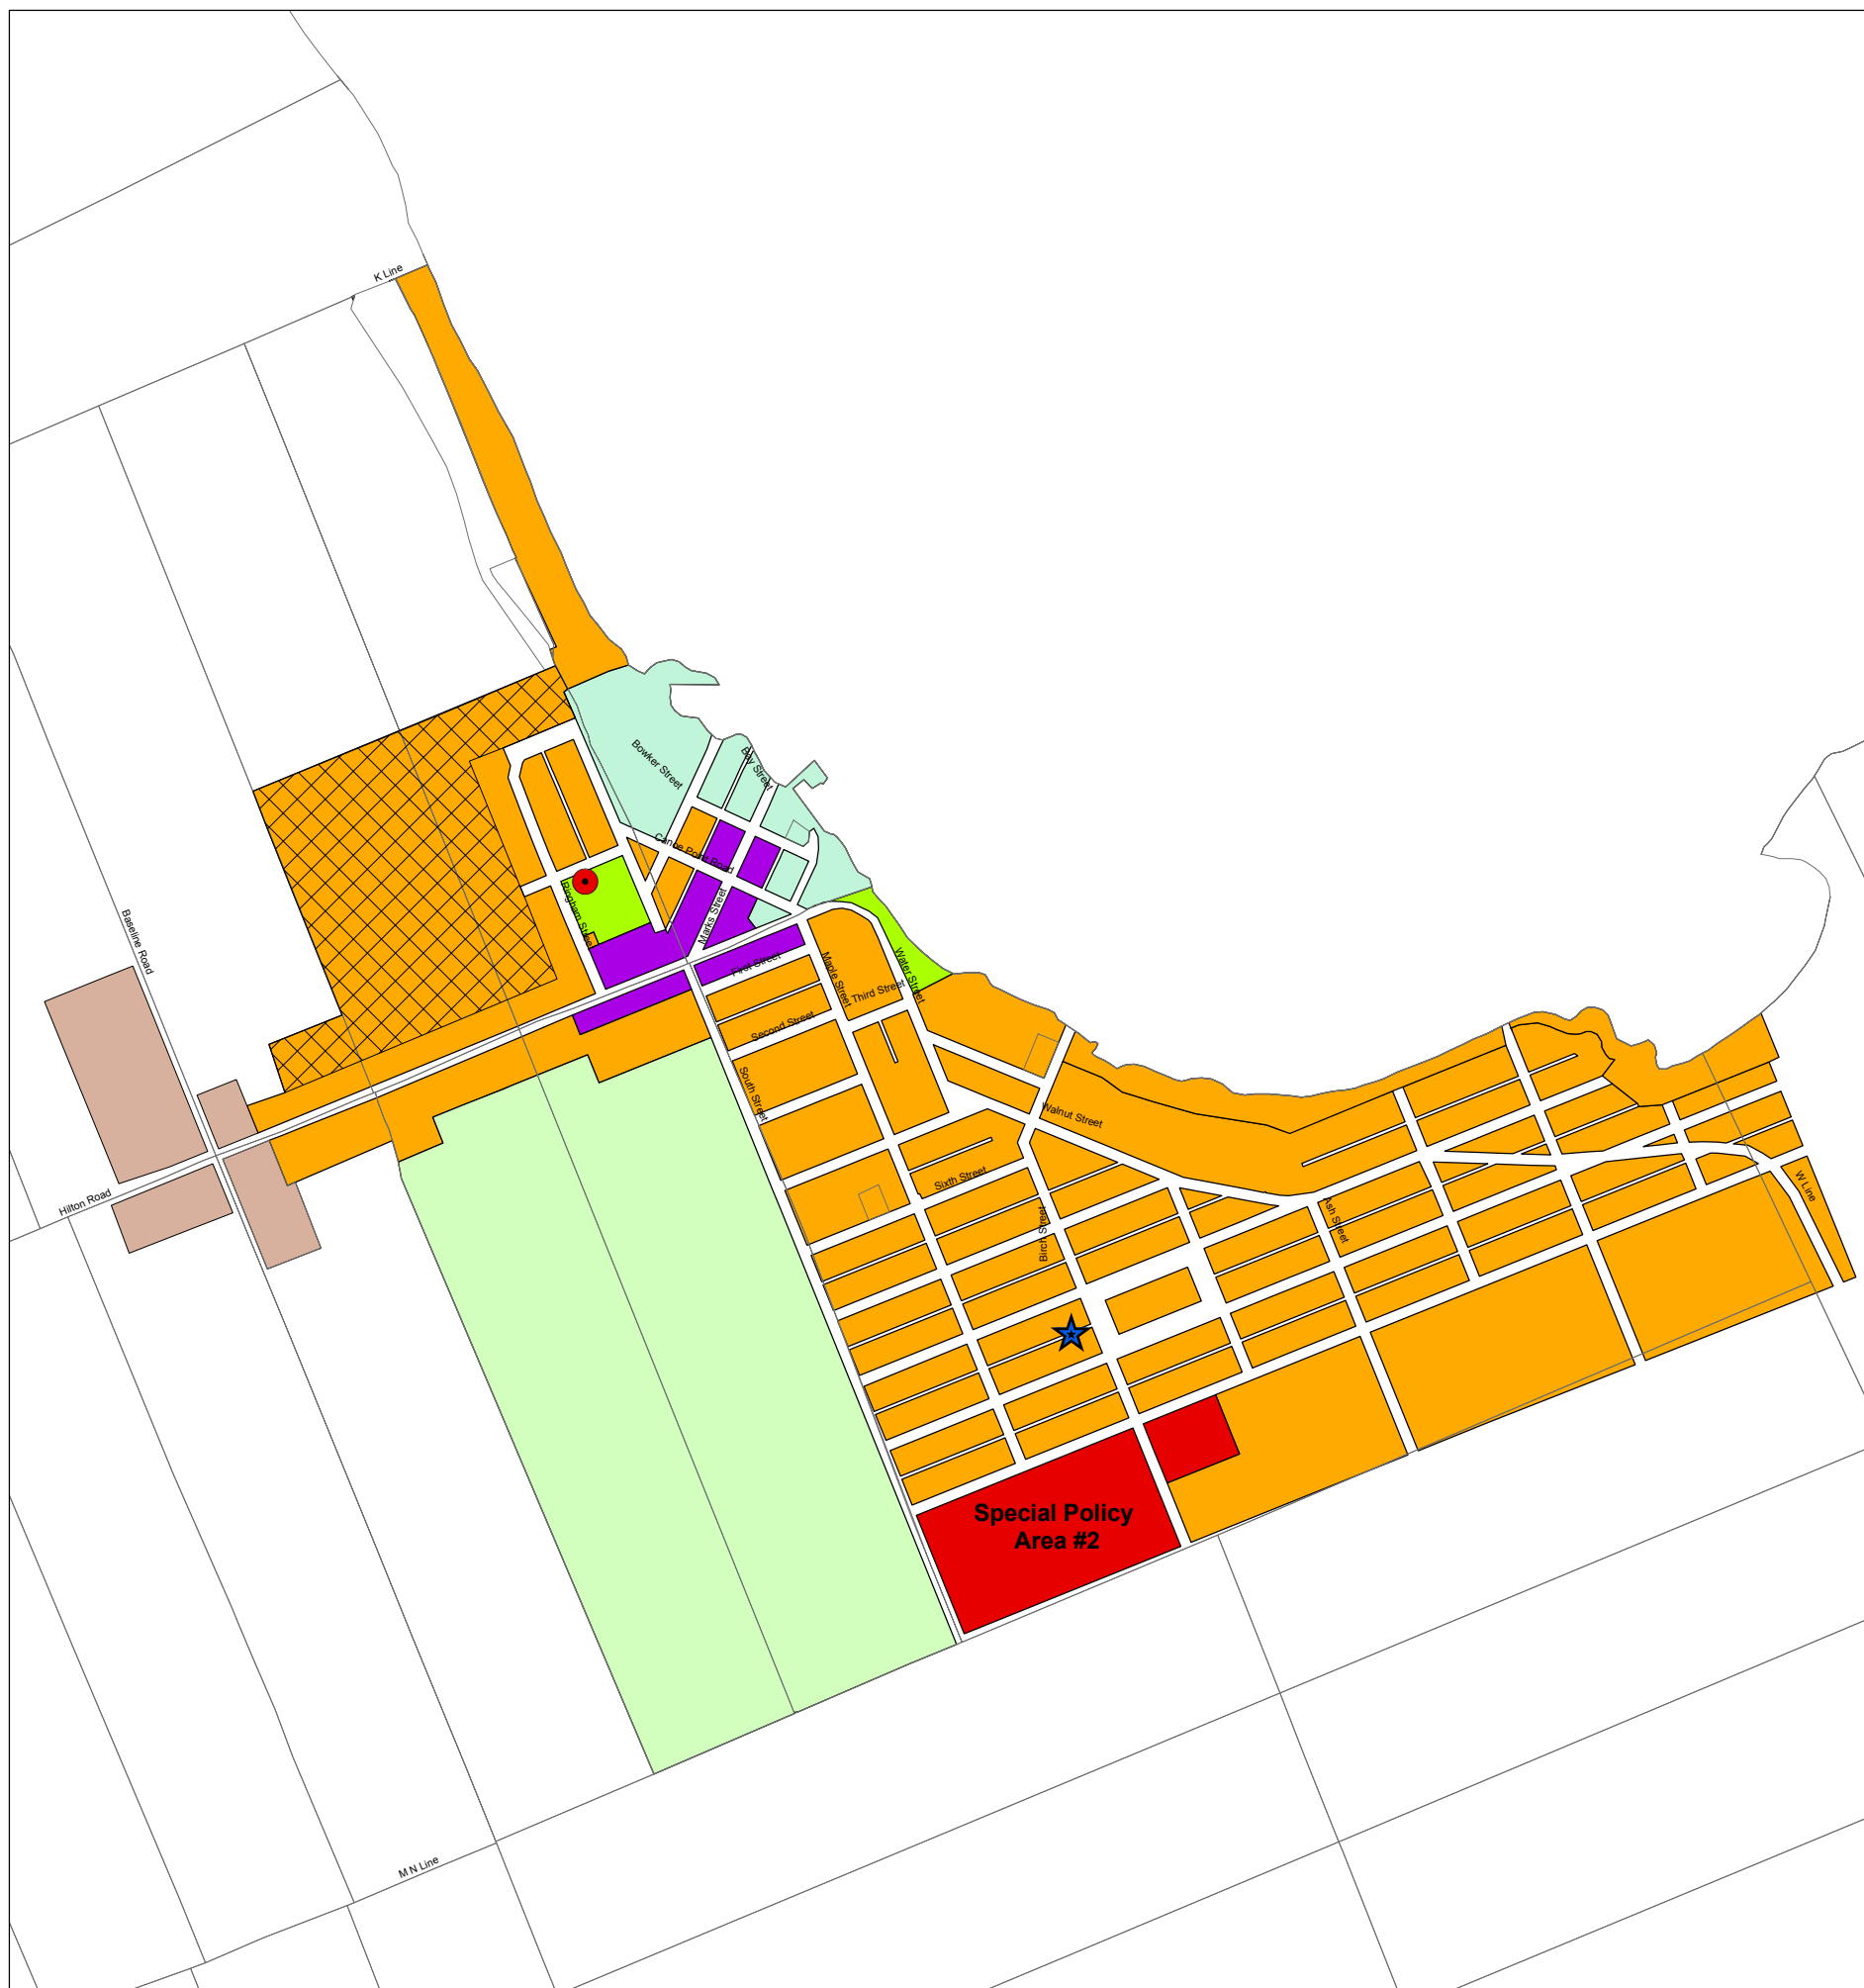 K Line
Bowker Street
Bay Street
Canoe Point Road
Bingham Street
Marks Street
Baseline Road
First Street
Maple Street
Water Street
Third Street
Second Street
South Street
Walnut Street
Sixth Street
Birch Street
Ash Street
W Line
Hilton Road
Special Policy
Area #2
M N Line